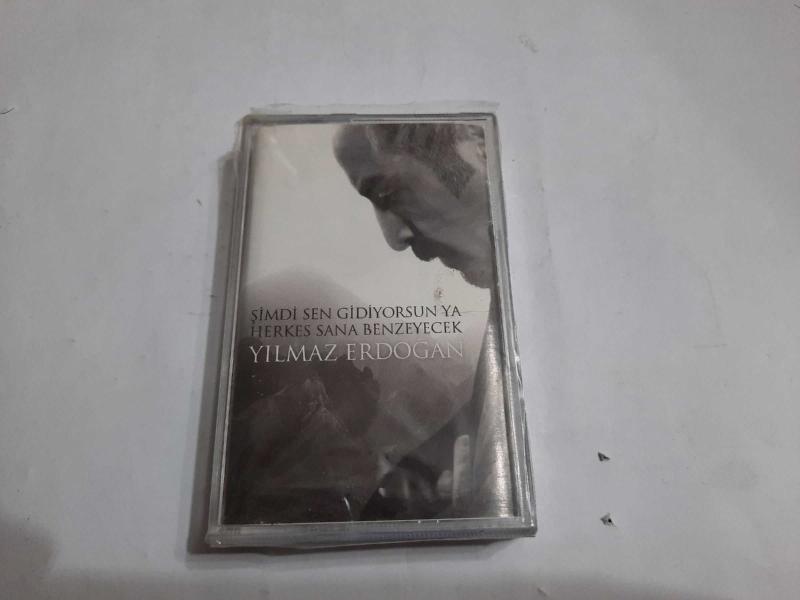 ŞİMDİ SEN GİDİYORSUN YA
HERKES SANA BENZEYECEK
YILMAZ ERDOĞAN